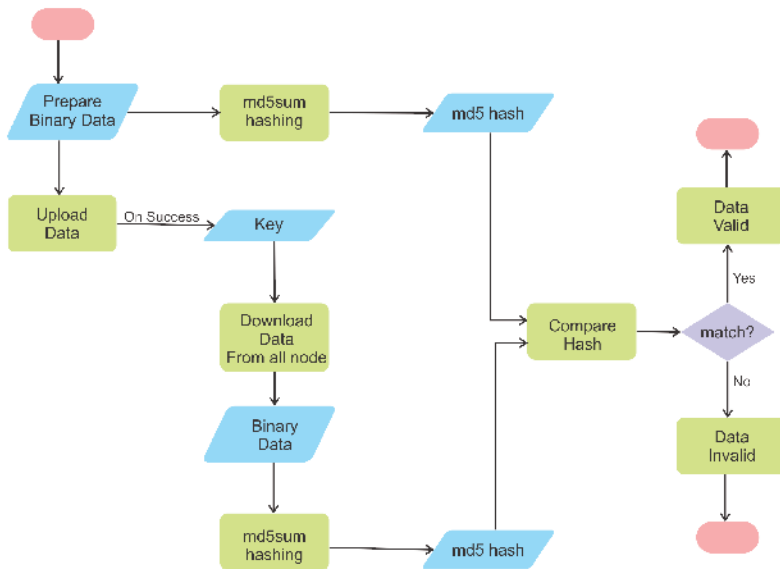 Prepare
Binary Data
md5sum
hashing
md5 hash
Upload
Data
On Success
Key
Data
Valid
Yes
Download
Data
From all node
Compare
Hash
match?
No
Binary
Data
Data
Invalid
md5sum
hashing
md5 hash